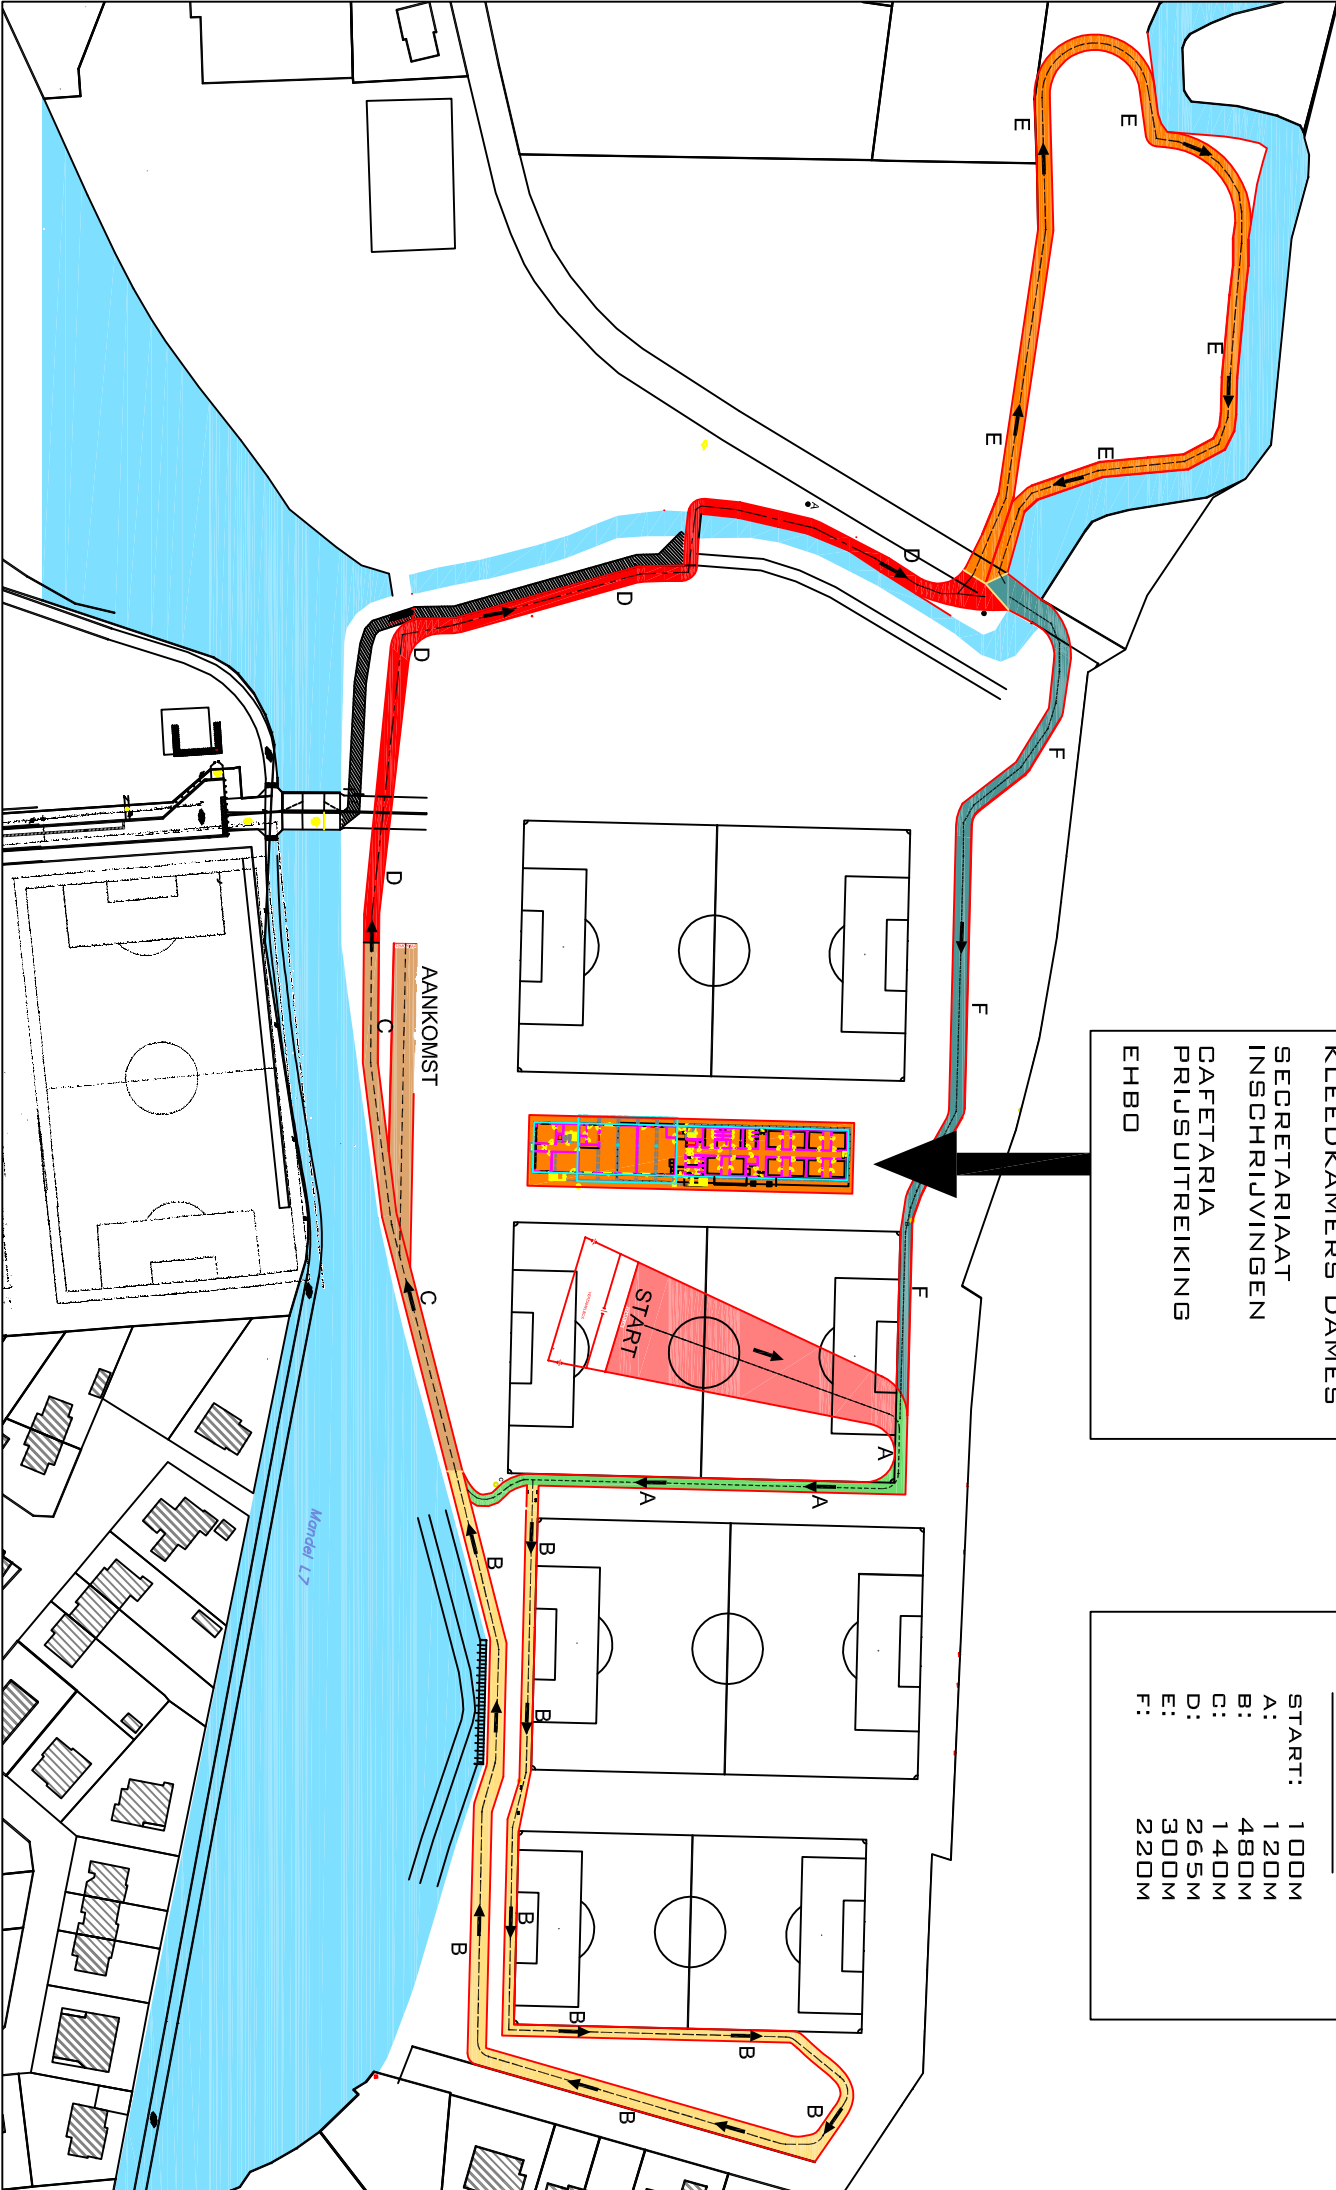 KLEEDKAMERS DAMES
SECRETARIAAT
INSCHRIJVINGEN
CAFETARIA
PRIJSUITREIKING
EHBO
START: 100M
A: 120M
B: 480M
C: 140M
D: 265M
E: 300M
F: 220M
E
E
E
E
E
D
D
D
D
F
F
F
AANKOMST
C
C
START
A
A
A
B
B
B
B
B
B
B
B
B
Mandel L7